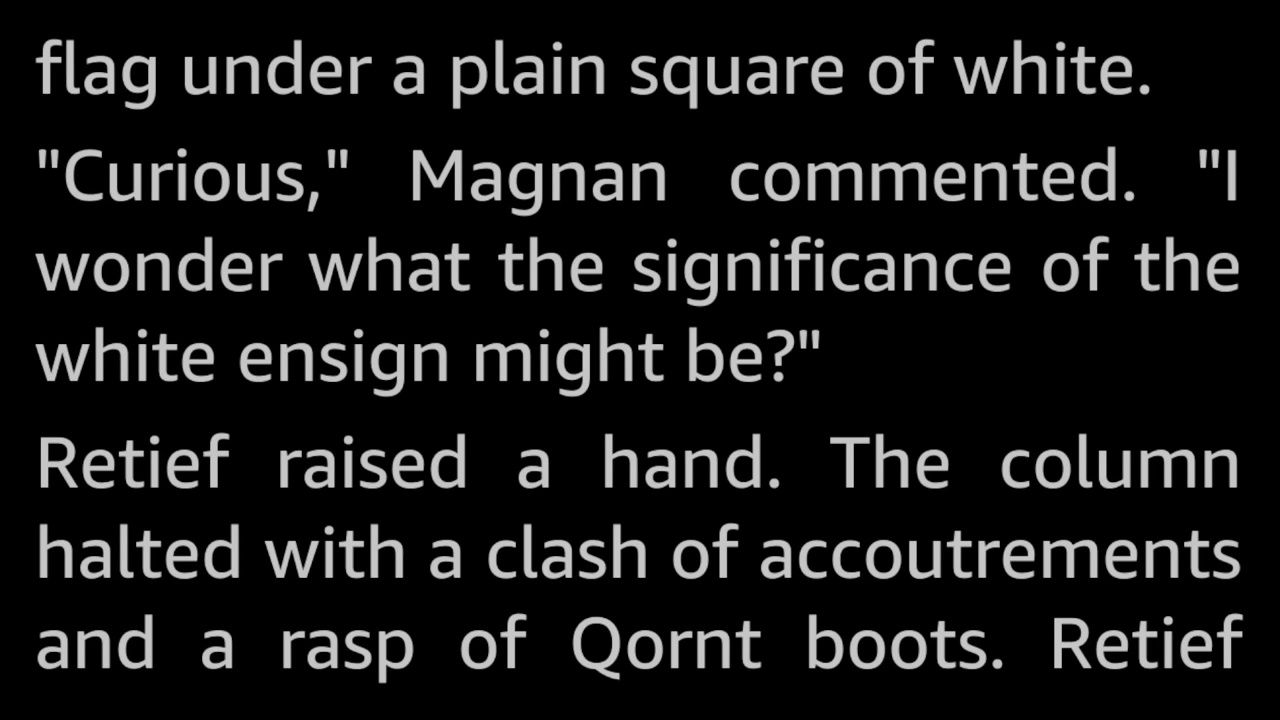 flag under a plain square of white.
"Curious," Magnan commented. "I
wonder what the significance of the
white ensign might be?"
Retief raised a hand. The column
halted with a clash of accoutrements
and a rasp of Qornt boots. Retief